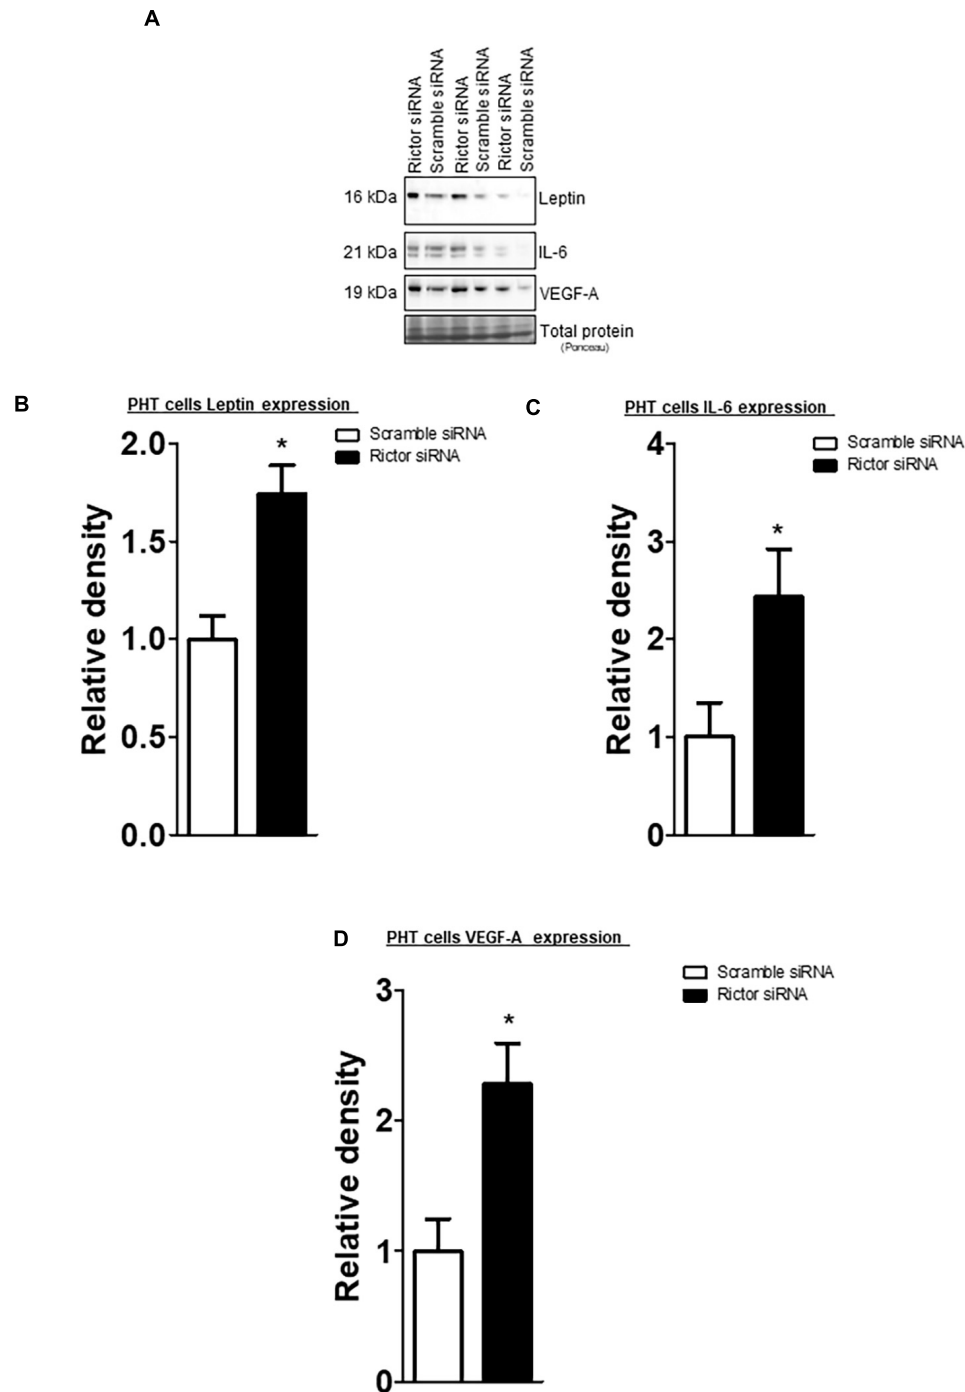 A
Rictor siRNA
Scramble siRNA
Rictor siRNA
Scramble siRNA
Rictor siRNA
Scramble siRNA
16 kDa
Leptin
21 kDa
IL-6
19 kDa
VEGF-A
Total protein
(Ponceau)
B
PHT cells Leptin expression
Scramble siRNA
Rictor siRNA
Relative density
2.0
1.5
1.0
0.5
0.0
*
C
PHT cells IL-6 expression
Scramble siRNA
Rictor siRNA
Relative density
4
3
2
1
0
*
D
PHT cells VEGF-A expression
Scramble siRNA
Rictor siRNA
Relative density
3
2
1
0
*